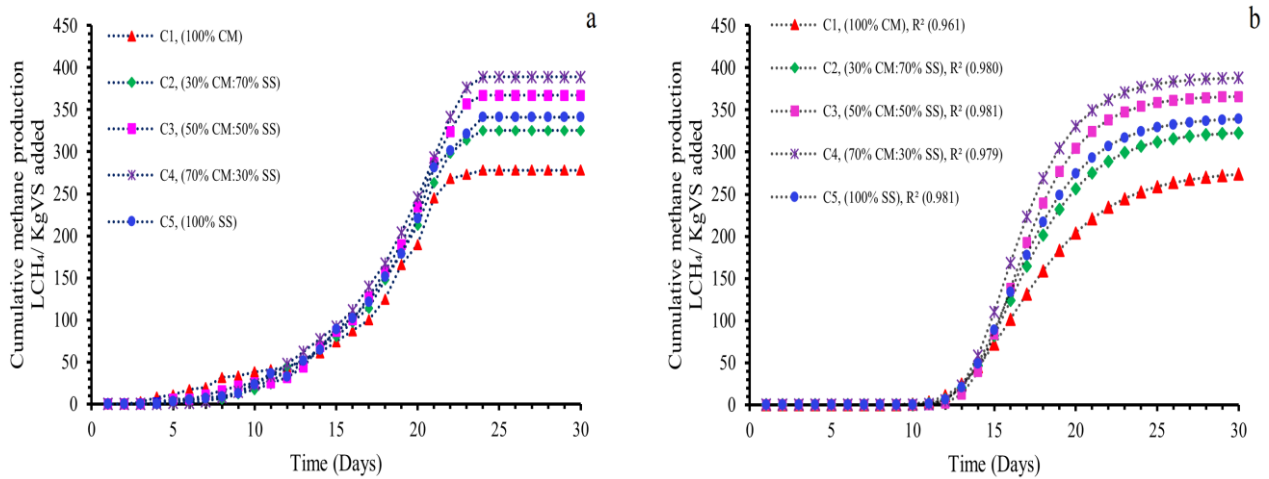 a
450
400
350
300
250
200
150
100
50
0
C1, (100% CM)
C2, (30% CM:70% SS)
C3, (50% CM:50% SS)
C4, (70% CM:30% SS)
C5, (100% SS)
Cumulative methane production
LCH₄/ KgVS added
0 5 10 15 20 25 30
Time (Days)
b
450
400
350
300
250
200
150
100
50
0
C1, (100% CM), R² (0.961)
C2, (30% CM:70% SS), R² (0.980)
C3, (50% CM:50% SS), R² (0.981)
C4, (70% CM:30% SS), R² (0.979)
C5, (100% SS), R² (0.981)
Cumulative methane production
LCH₄/ KgVS added
0 5 10 15 20 25 30
Time (Days)